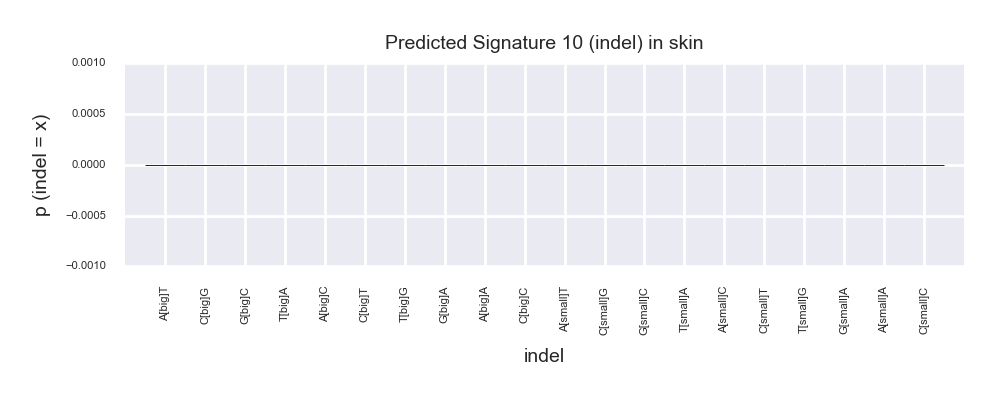 Predicted Signature 10 (indel) in skin
p (indel = x)
0.0010
0.0005
0.0000
−0.0005
−0.0010
A[big]T
C[big]G
G[big]C
T[big]A
A[big]C
C[big]T
T[big]G
G[big]A
A[big]A
C[big]C
A[small]T
C[small]G
G[small]C
T[small]A
A[small]C
C[small]T
T[small]G
G[small]A
A[small]A
C[small]C
indel